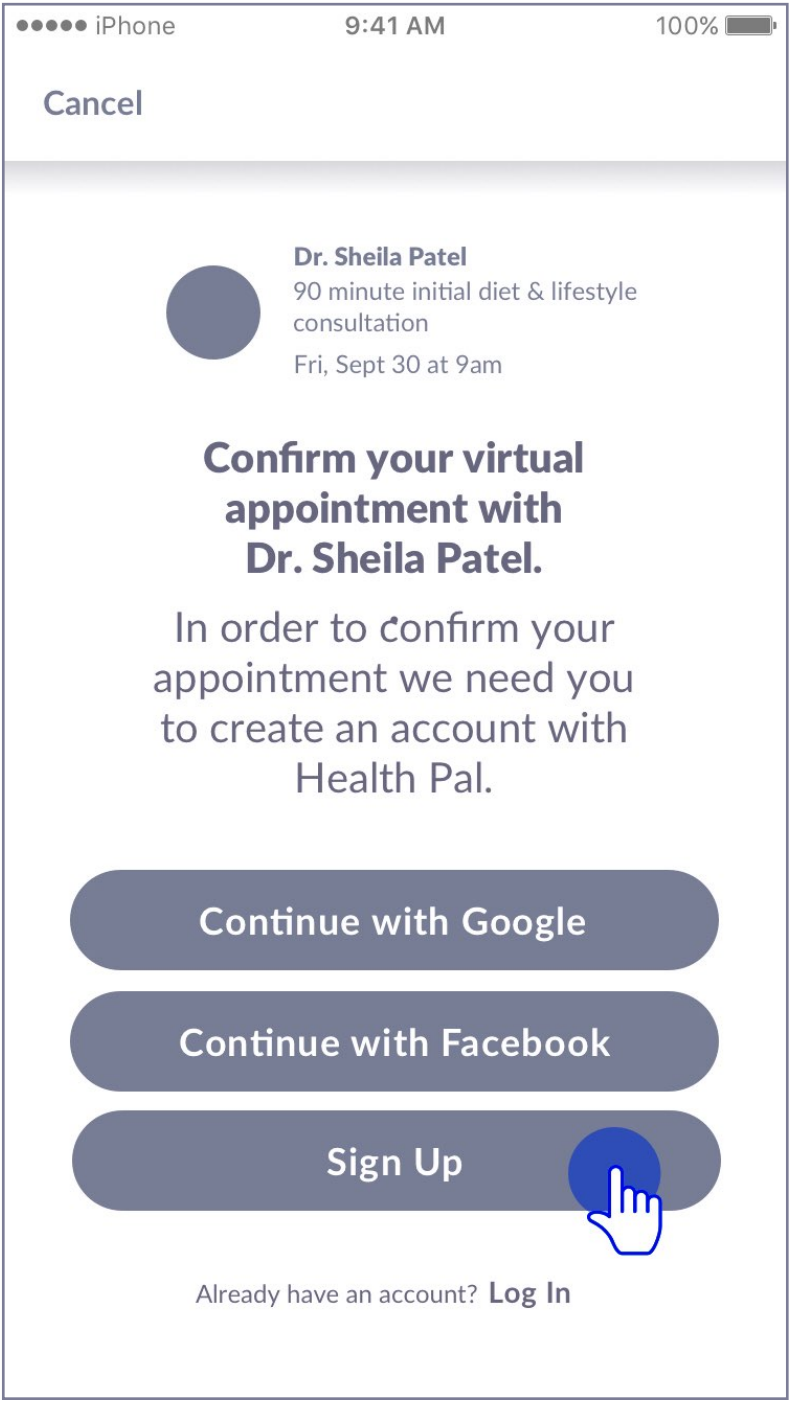 iPhone 9:41 AM 100%
Cancel
Dr. Sheila Patel
90 minute initial diet & lifestyle
consultation
Fri, Sept 30 at 9am
Confirm your virtual
appointment with
Dr. Sheila Patel.
In order to confirm your
appointment we need you
to create an account with
Health Pal.
Continue with Google
Continue with Facebook
Sign Up
Already have an account? Log In